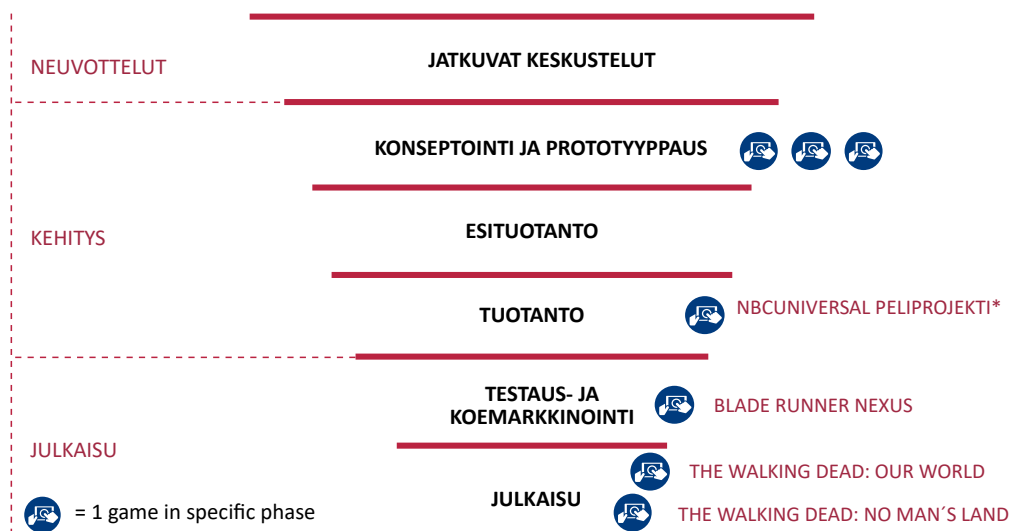 NEUVOTTELUT
JATKUVAT KESKUSTELUT
KONSEPTOINTI JA PROTOTYYPPAUS
KEHITYS
ESITUOTANTO
TUOTANTO
NBCUNIVERSAL PELIPROJEKTI*
TESTAUS- JA
KOEMARKKINOINTI
BLADE RUNNER NEXUS
JULKAISU
THE WALKING DEAD: OUR WORLD
JULKAISU
THE WALKING DEAD: NO MAN´S LAND
= 1 game in specific phase